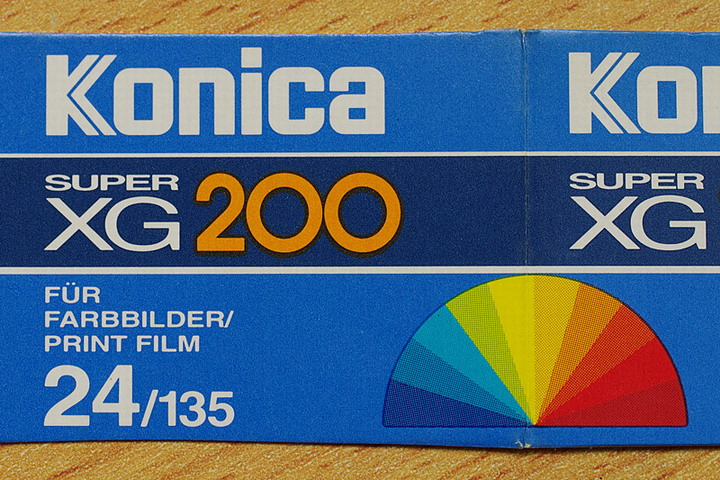 Konica
SUPER
XG 200
FÜR
FARBBILDER/
PRINT FILM
24/135
Ko
SUPER
XG